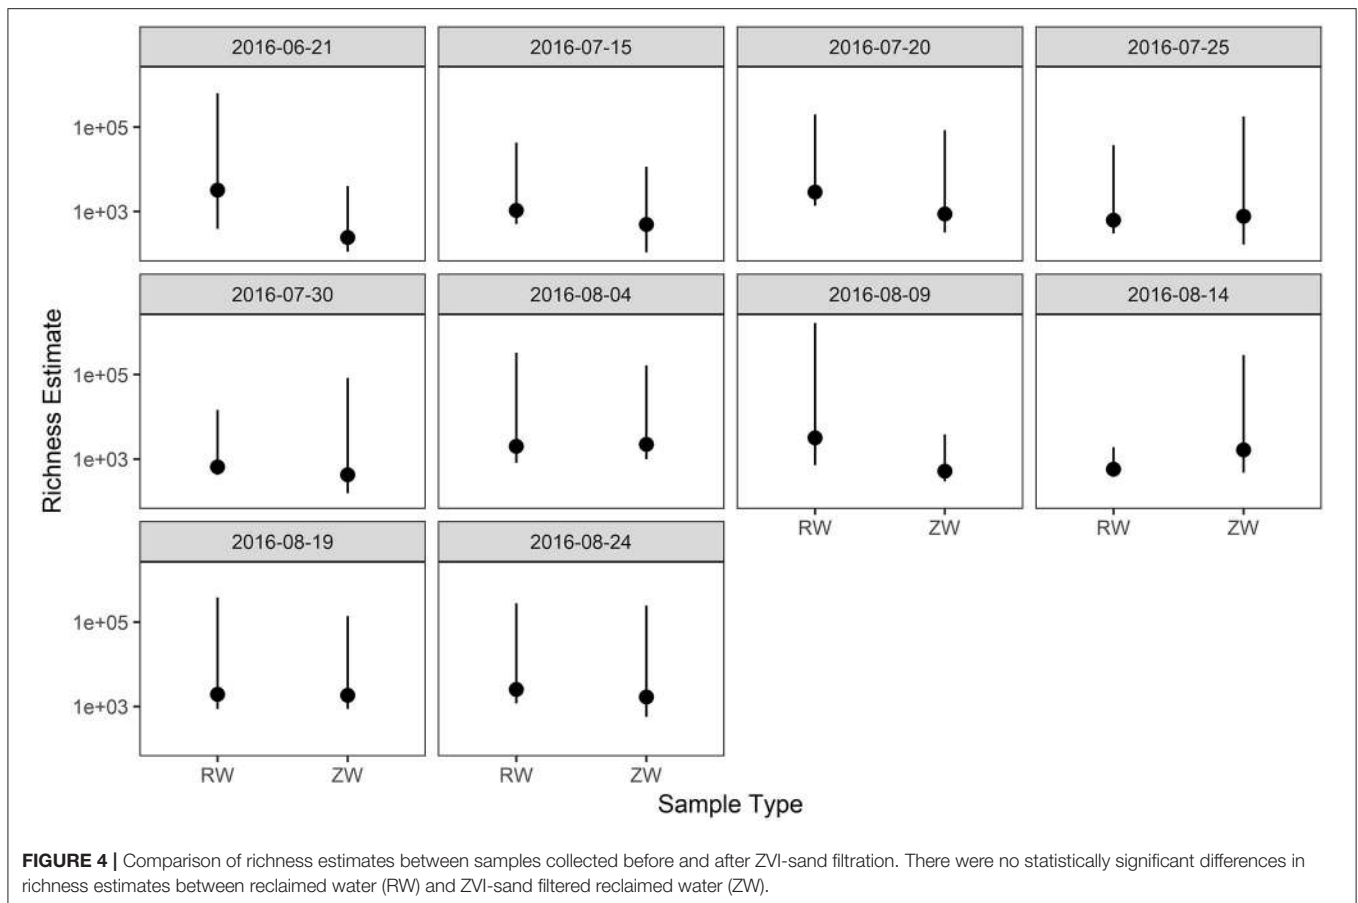 2016-06-21
2016-07-15
2016-07-20
2016-07-25
1e+05
1e+03
2016-07-30
2016-08-04
2016-08-09
2016-08-14
1e+05
1e+03
RW
ZW
RW
ZW
2016-08-19
2016-08-24
1e+05
1e+03
RW
ZW
RW
ZW
Richness Estimate
Sample Type
FIGURE 4 | Comparison of richness estimates between samples collected before and after ZVI-sand filtration. There were no statistically significant differences in
richness estimates between reclaimed water (RW) and ZVI-sand filtered reclaimed water (ZW).